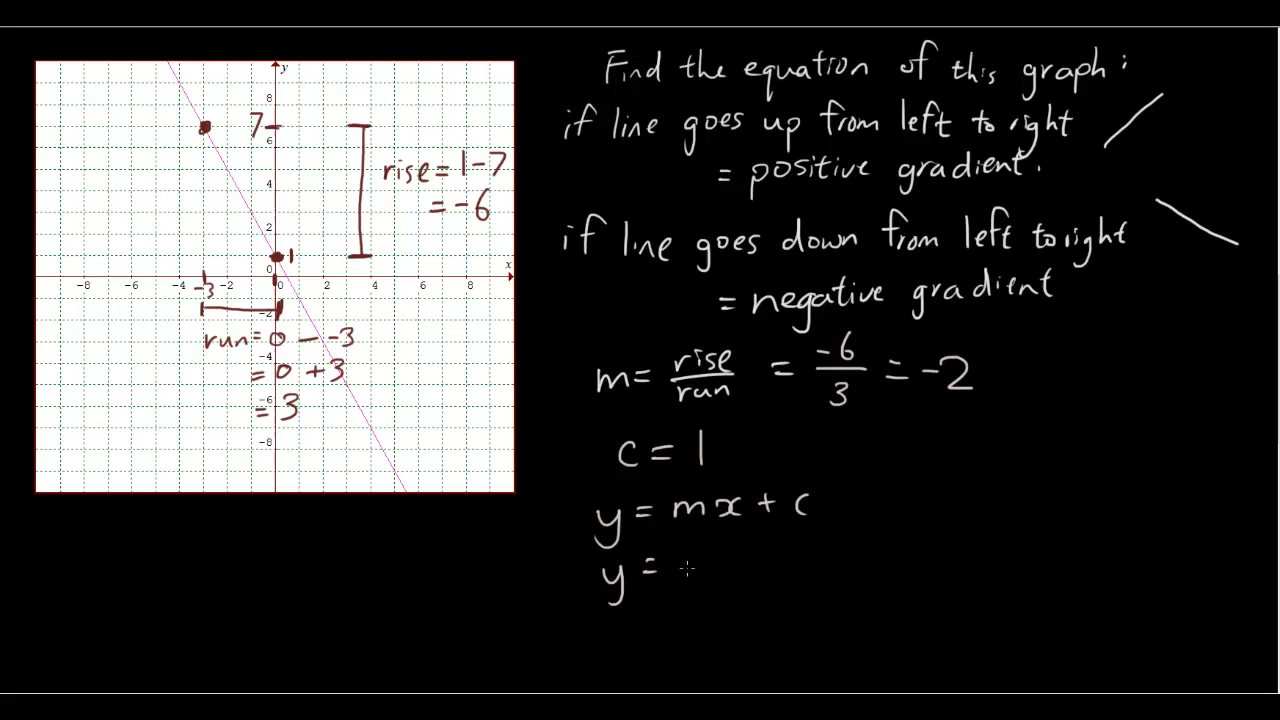 Find the equation of this graph:
if line goes up from left to right
= positive gradient.
if line goes down from left to right
= negative gradient
m = rise/run = -6/3 = -2
c = 1
y = mx + c
y =
y
8
7
6
rise = 1 - 7
4
= -6
2
1
0
x
-8 -6 -4 -3 -2 0 2 4 6 8
-2
run = 0 - -3
-4
= 0 + 3
-6
= 3
-8